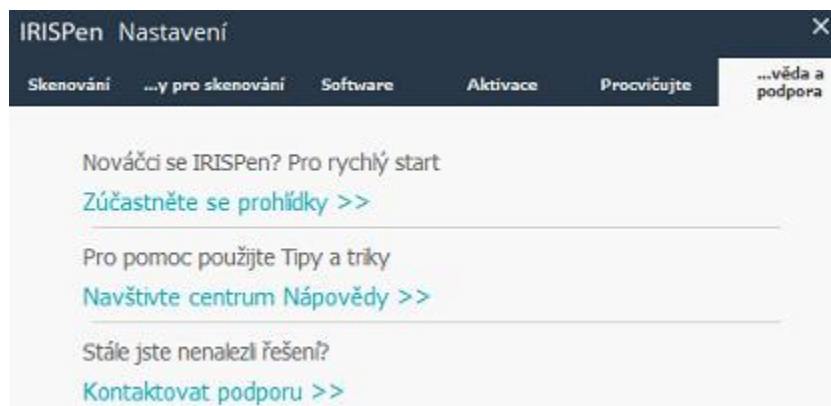 IRISPen Nastavení
Skenování ...y pro skenování Software Aktivace Procvičujte ...věda a podpora
Nováčci se IRISPen? Pro rychlý start
Zúčastněte se prohlídky >>
Pro pomoc použijte Tipy a triky
Navštivte centrum Nápovědy >>
Stále jste nenalezli řešení?
Kontaktovat podporu >>